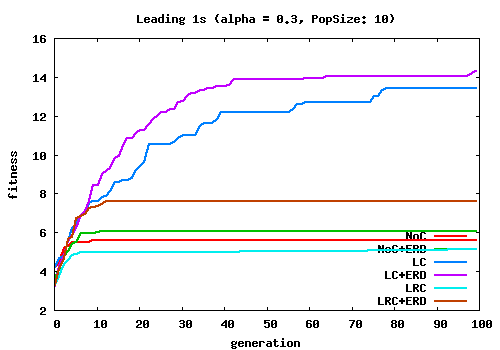 Leading 1s (alpha = 0.3, PopSize: 10)
16
14
12
10
8
6
4
2
fitness
0 10 20 30 40 50 60 70 80 90 100
generation
NoC
NoC+ERD
LC
LC+ERD
LRC
LRC+ERD